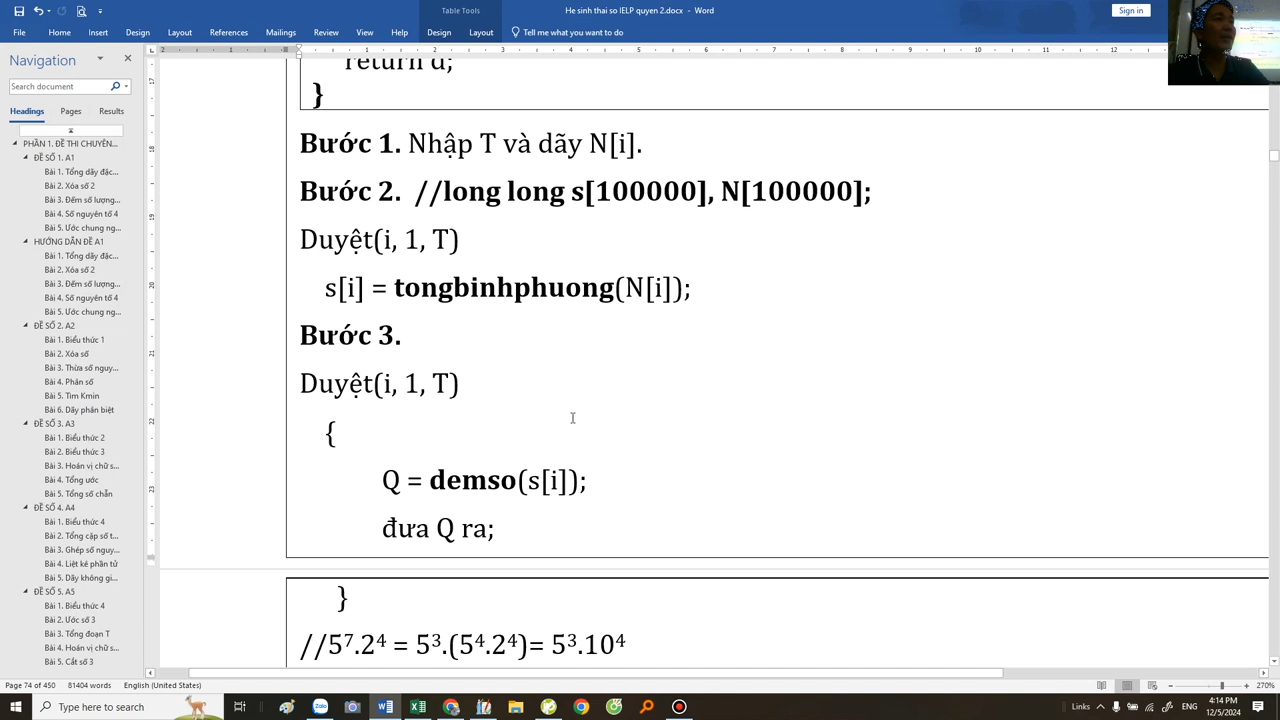 Table Tools
He sinh thai so IELP quyen 2.docx - Word
Sign in
File Home Insert Design Layout References Mailings Review View Help Design Layout Tell me what you want to do
Navigation
Search document
Headings Pages Results
PHẦN 1. ĐỀ THI CHUYÊN...
ĐỀ SỐ 1. A1
Bài 1. Tổng dãy đặc...
Bài 2. Xóa số 2
Bài 3. Đếm số lượng...
Bài 4. Số nguyên tố 4
Bài 5. Ước chung ng...
HƯỚNG DẪN ĐỀ A1
Bài 1. Tổng dãy đặc...
Bài 2. Xóa số 2
Bài 3. Đếm số lượng...
Bài 4. Số nguyên tố 4
Bài 5. Ước chung ng...
ĐỀ SỐ 2. A2
Bài 1. Biểu thức 1
Bài 2. Xóa số
Bài 3. Thừa số nguy...
Bài 4. Phân số
Bài 5. Tìm Kmin
Bài 6. Dãy phân biệt
ĐỀ SỐ 3. A3
Bài 1. Biểu thức 2
Bài 2. Biểu thức 3
Bài 3. Hoán vị chữ s...
Bài 4. Tổng ước
Bài 5. Tổng số chẵn
ĐỀ SỐ 4. A4
Bài 1. Biểu thức 4
Bài 2. Tổng cặp số t...
Bài 3. Ghép số nguy...
Bài 4. Liệt kê phần tử
Bài 5. Dãy không gi...
ĐỀ SỐ 5. A5
Bài 1. Biểu thức 4
Bài 2. Ước số 3
Bài 3. Tổng đoạn T
Bài 4. Hoán vị chữ s...
Bài 5. Cắt số 3
return d;
}
Bước 1. Nhập T và dãy N[i].
Bước 2. //long long s[100000], N[100000];
Duyệt(i, 1, T)
s[i] = tongbinhphuong(N[i]);
Bước 3.
Duyệt(i, 1, T)
{
Q = demso(s[i]);
đưa Q ra;
}
//5⁷.2⁴ = 5³.(5⁴.2⁴)= 5³.10⁴
Page 74 of 450 81404 words English (United States)
270%
Type here to search
Links
4:14 PM
12/5/2024